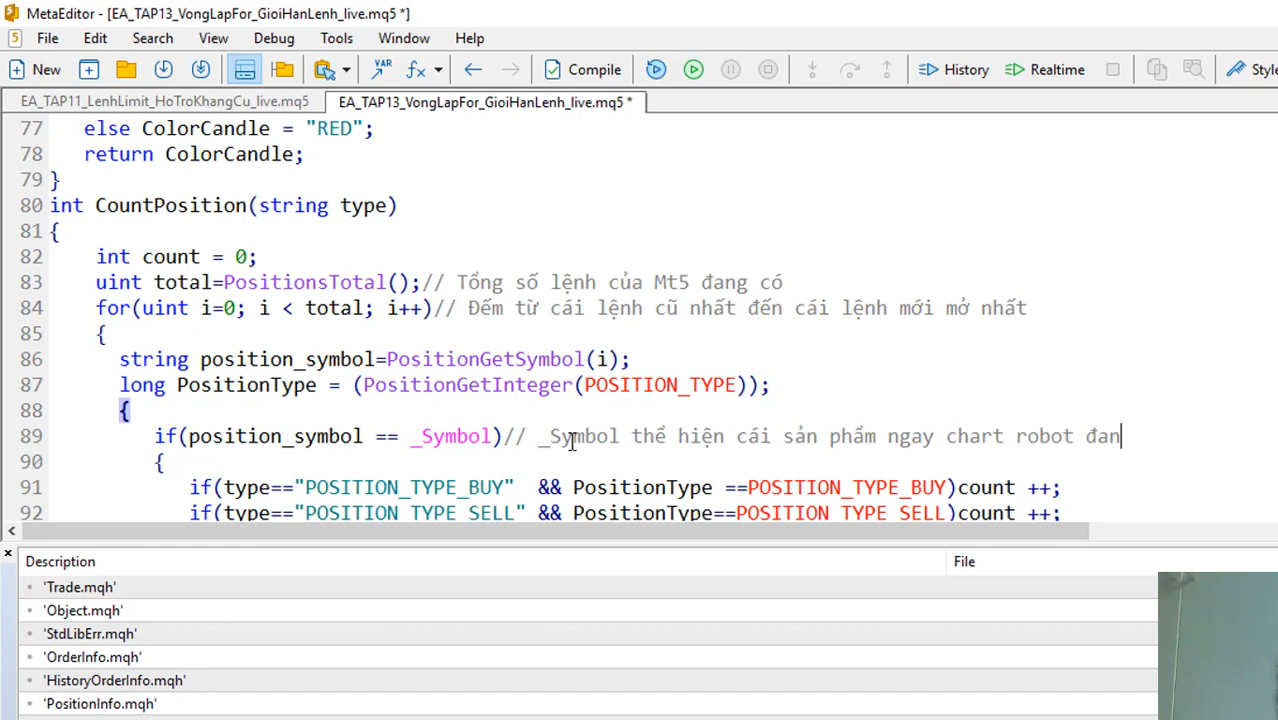 MetaEditor - [EA_TAP13_VongLapFor_GioiHanLenh_live.mq5 *]
5 File Edit Search View Debug Tools Window Help
New VAR Compile History Realtime Style
EA_TAP11_LenhLimit_HoTroKhangCu_live.mq5 EA_TAP13_VongLapFor_GioiHanLenh_live.mq5 *
77 else ColorCandle = "RED";
78 return ColorCandle;
79 }
80 int CountPosition(string type)
81 {
82 int count = 0;
83 uint total=PositionsTotal();// Tổng số lệnh của Mt5 đang có
84 for(uint i=0; i < total; i++)// Đếm từ cái lệnh cũ nhất đến cái lệnh mới mở nhất
85 {
86 string position_symbol=PositionGetSymbol(i);
87 long PositionType = (PositionGetInteger(POSITION_TYPE));
88 {
89 if(position_symbol == _Symbol)// _Symbol thể hiện cái sản phẩm ngay chart robot đan
90 {
91 if(type=="POSITION_TYPE_BUY" && PositionType ==POSITION_TYPE_BUY)count ++;
92 if(type=="POSITION_TYPE_SELL" && PositionType==POSITION_TYPE_SELL)count ++;
Description File
'Trade.mqh'
'Object.mqh'
'StdLibErr.mqh'
'OrderInfo.mqh'
'HistoryOrderInfo.mqh'
'PositionInfo.mqh'